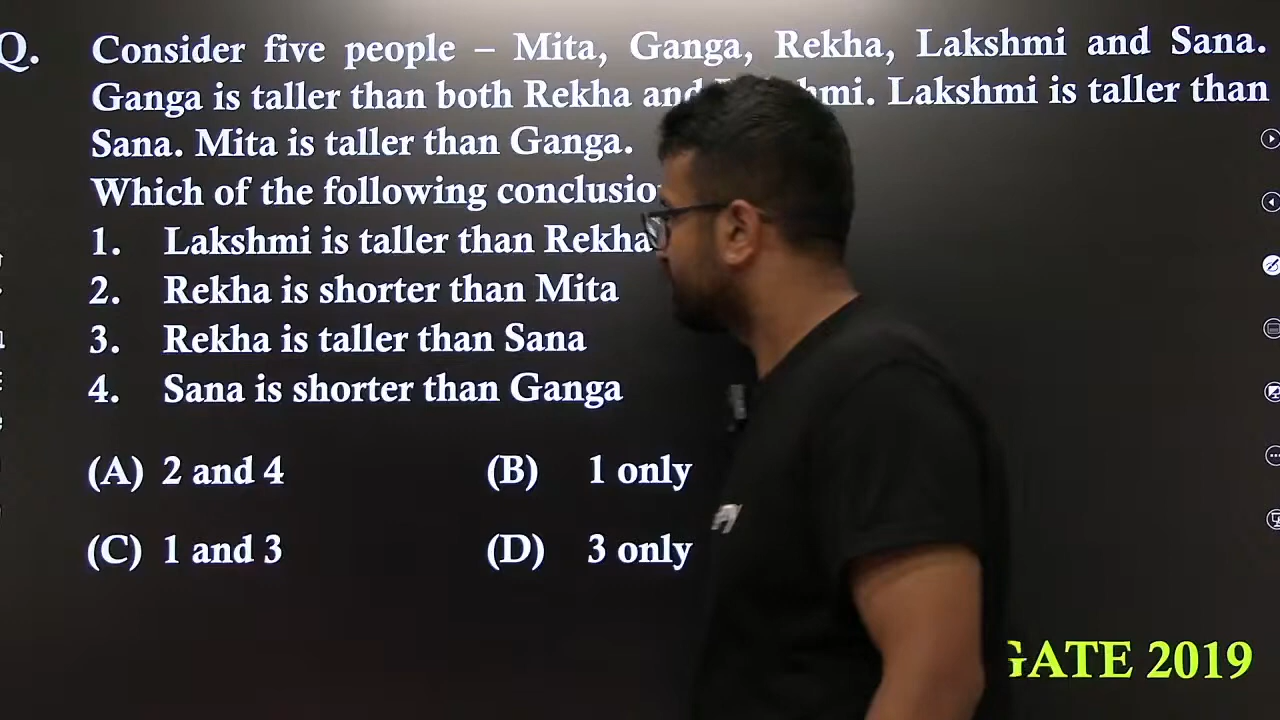 Q. Consider five people – Mita, Ganga, Rekha, Lakshmi and Sana.
Ganga is taller than both Rekha and hmi. Lakshmi is taller than
Sana. Mita is taller than Ganga.
Which of the following
1. Lakshmi is taller than Rekha
2. Rekha is shorter than Mita
3. Rekha is taller than Sana
4. Sana is shorter than Ganga
(A) 2 and 4 (B) 1 only
(C) 1 and 3 (D) 3 only
GATE 2019